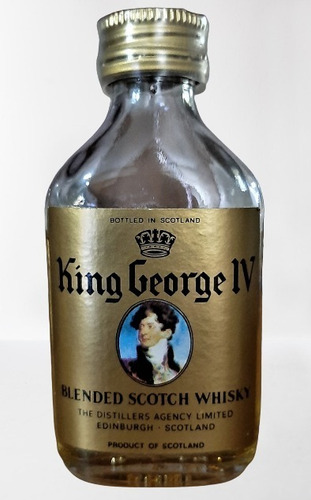 BOTTLED IN SCOTLAND
King George IV
BLENDED SCOTCH WHISKY
THE DISTILLERS AGENCY LIMITED
EDINBURGH · SCOTLAND
PRODUCT OF SCOTLAND